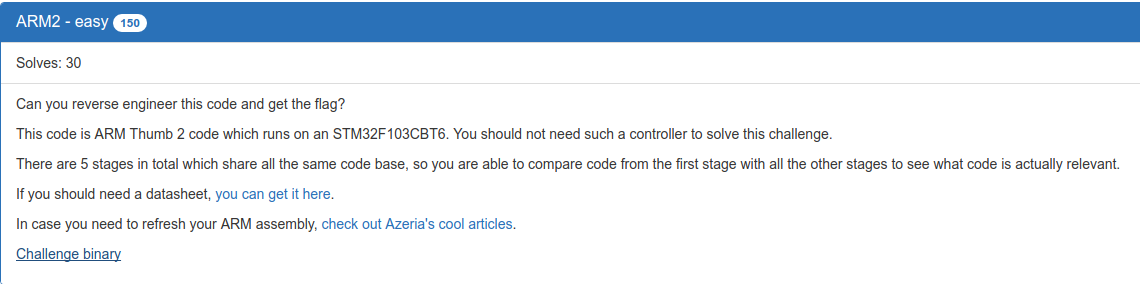 ARM2 - easy 150
Solves: 30
Can you reverse engineer this code and get the flag?
This code is ARM Thumb 2 code which runs on an STM32F103CBT6. You should not need such a controller to solve this challenge.
There are 5 stages in total which share all the same code base, so you are able to compare code from the first stage with all the other stages to see what code is actually relevant.
If you should need a datasheet, you can get it here.
In case you need to refresh your ARM assembly, check out Azeria's cool articles.
Challenge binary